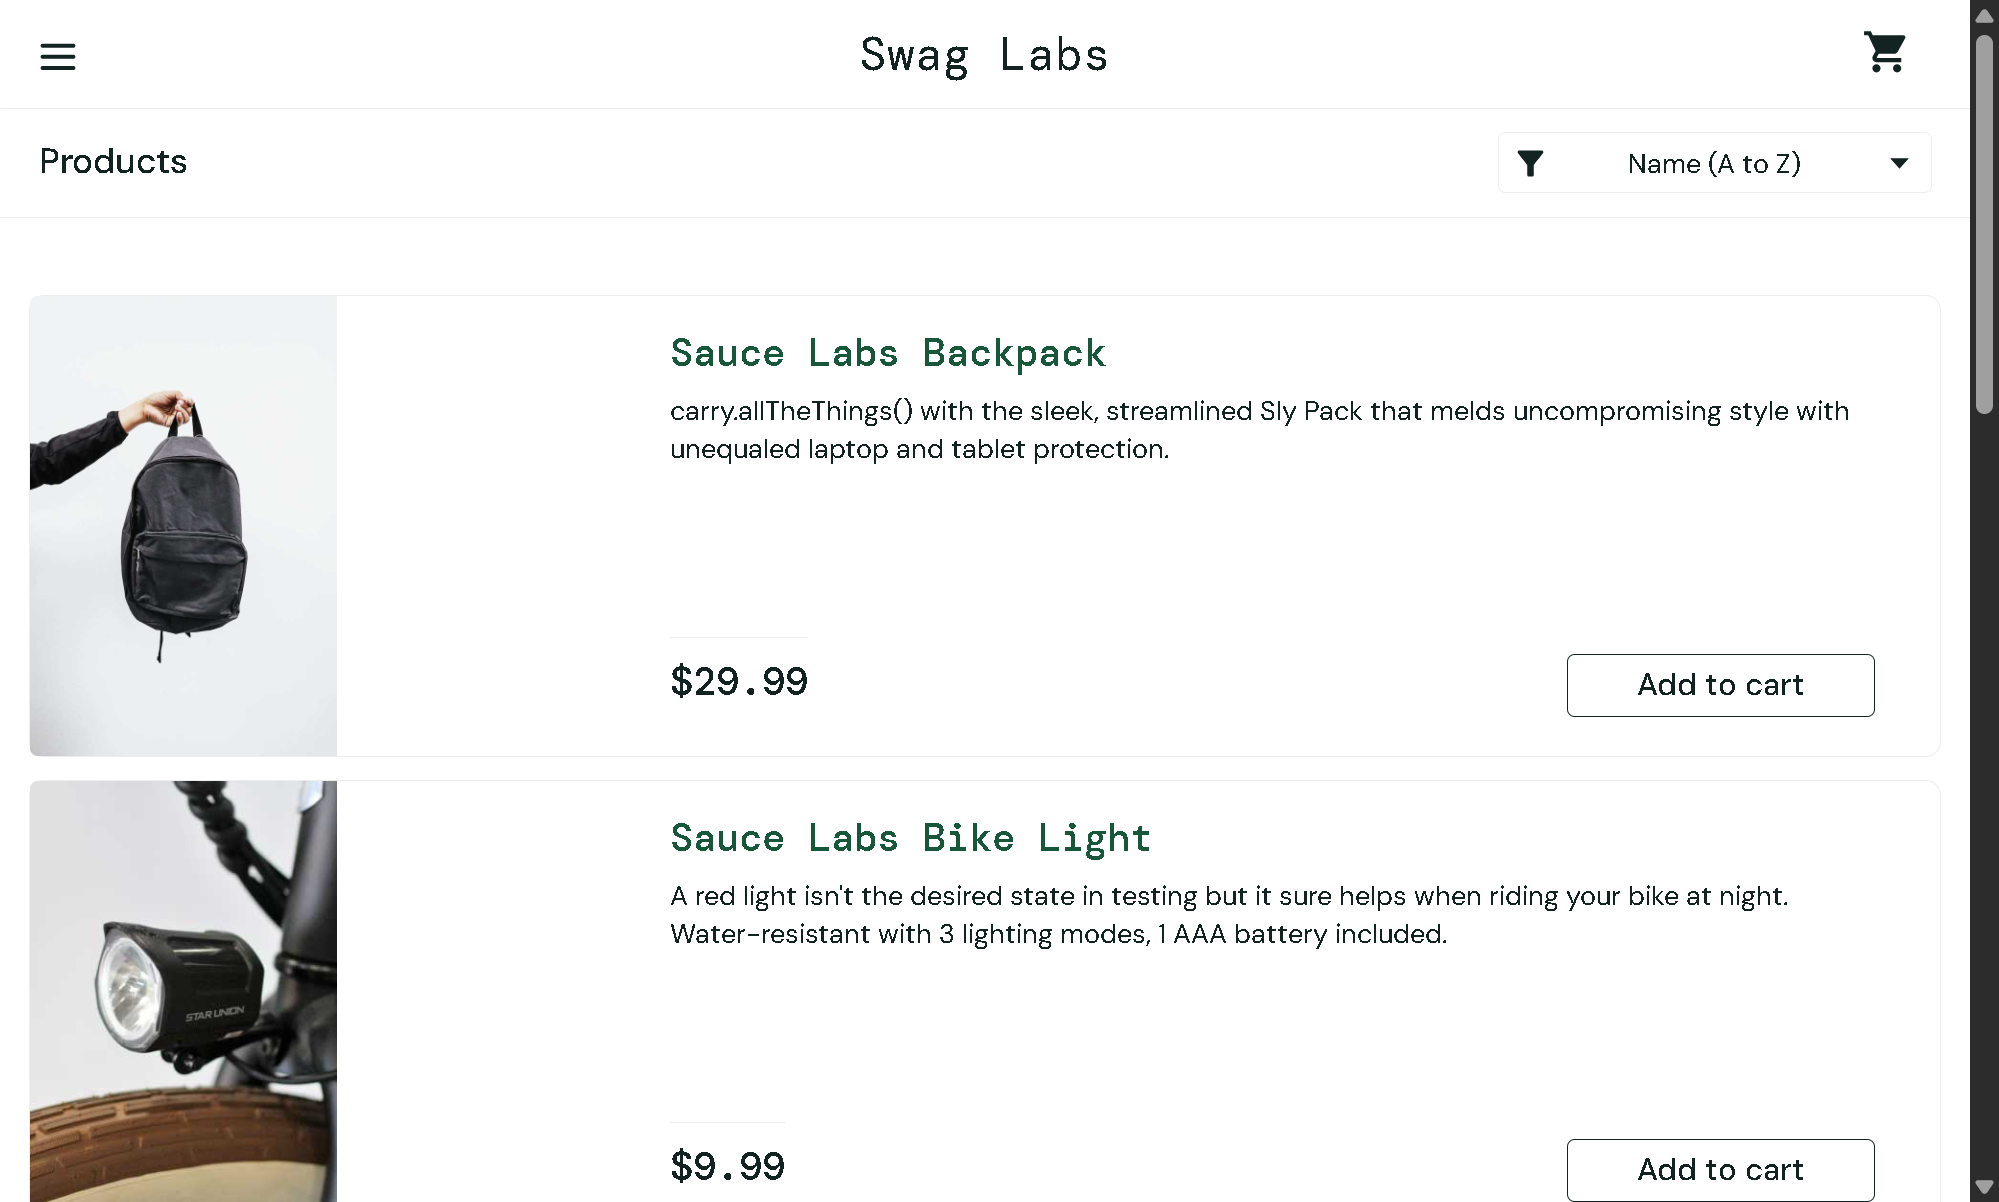 Swag Labs
Products
Name (A to Z)
Sauce Labs Backpack
carry.allTheThings() with the sleek, streamlined Sly Pack that melds uncompromising style with
unequaled laptop and tablet protection.
$29.99
Add to cart
Sauce Labs Bike Light
A red light isn't the desired state in testing but it sure helps when riding your bike at night.
Water-resistant with 3 lighting modes, 1 AAA battery included.
STAR UNION
$9.99
Add to cart